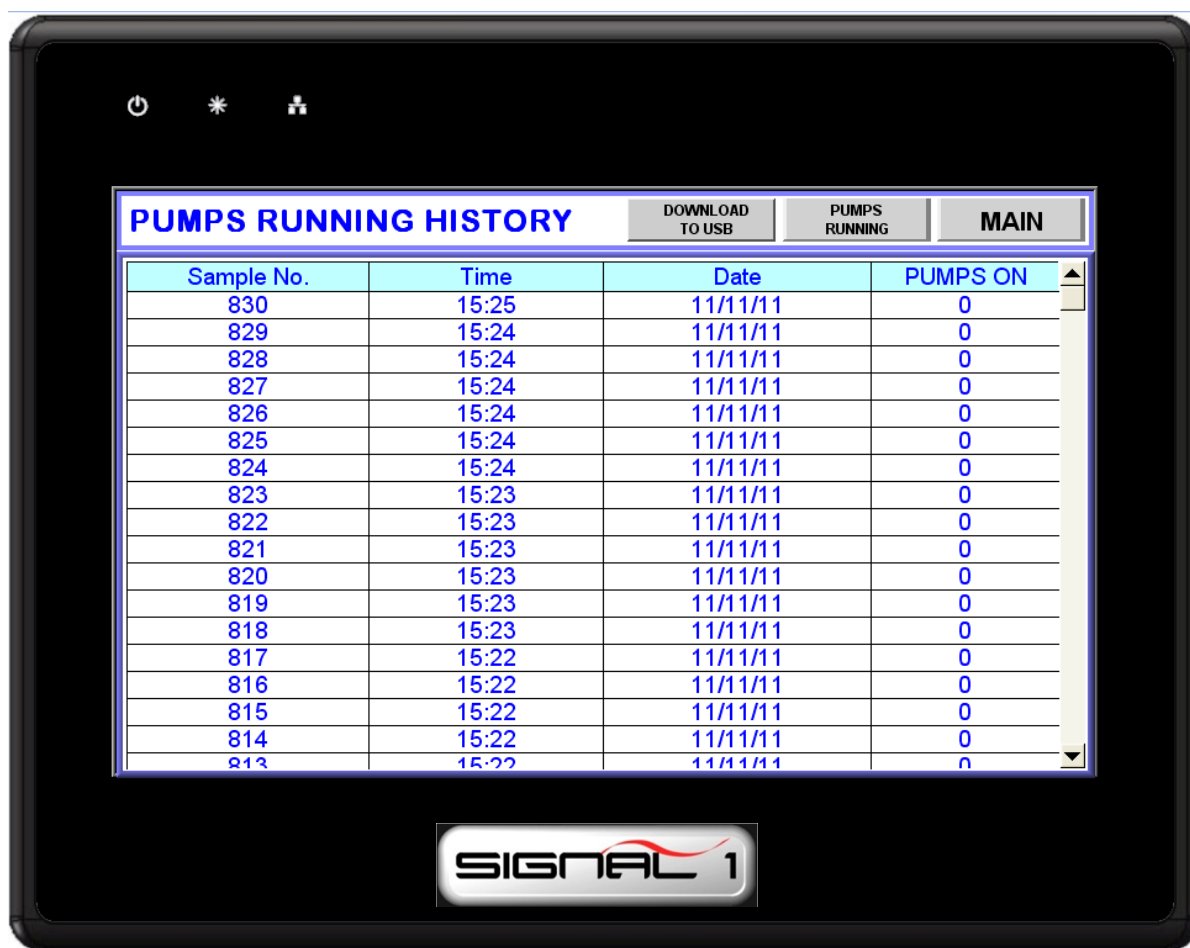 PUMPS RUNNING HISTORY DOWNLOAD TO USB PUMPS RUNNING MAIN
Sample No. Time Date PUMPS ON
830 15:25 11/11/11 0
829 15:24 11/11/11 0
828 15:24 11/11/11 0
827 15:24 11/11/11 0
826 15:24 11/11/11 0
825 15:24 11/11/11 0
824 15:24 11/11/11 0
823 15:23 11/11/11 0
822 15:23 11/11/11 0
821 15:23 11/11/11 0
820 15:23 11/11/11 0
819 15:23 11/11/11 0
818 15:23 11/11/11 0
817 15:22 11/11/11 0
816 15:22 11/11/11 0
815 15:22 11/11/11 0
814 15:22 11/11/11 0
813 15:22 11/11/11 0
SIGNAL 1